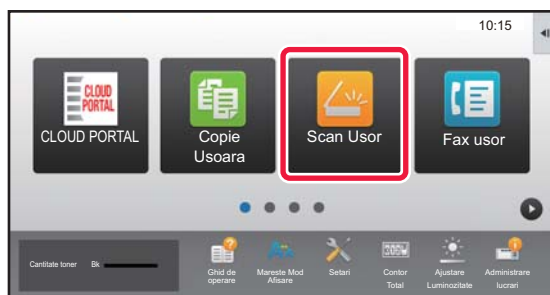 10:15
CLOUD
PORTAL
CLOUD PORTAL
Copie
Usoara
Scan Usor
Fax usor
Cantitate toner Bk
Ghid de
operare
Mareste Mod
Afisare
Setari
Contor
Total
Ajustare
Luminozitate
Administrare
lucrari